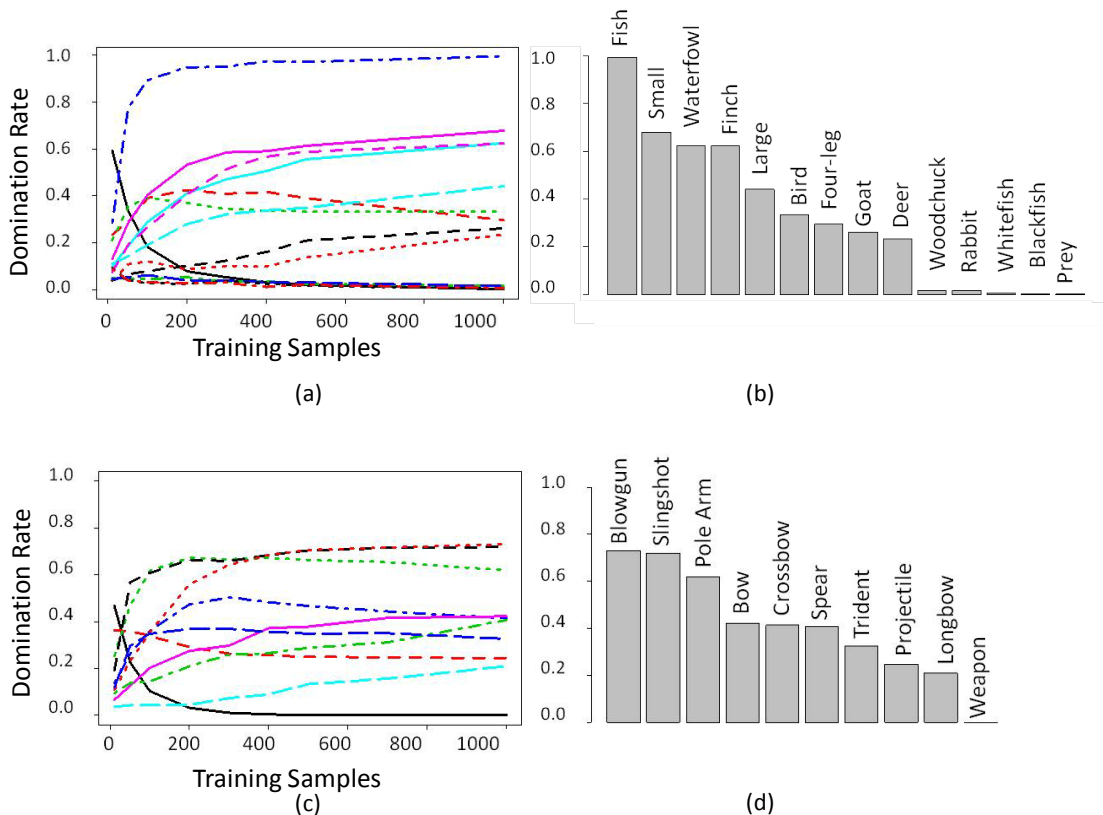 Domination Rate
1.0
0.8
0.6
0.4
0.2
0.0
0
200
400
600
800
1000
Training Samples
(a)
1.0
0.8
0.6
0.4
0.2
0.0
Fish
Small
Waterfowl
Finch
Large
Bird
Four-leg
Goat
Deer
Woodchuck
Rabbit
Whitefish
Blackfish
Prey
(b)
Domination Rate
1.0
0.8
0.6
0.4
0.2
0.0
0
200
400
600
800
1000
Training Samples
(c)
1.0
0.8
0.6
0.4
0.2
0.0
Blowgun
Slingshot
Pole Arm
Bow
Crossbow
Spear
Trident
Projectile
Longbow
Weapon
(d)